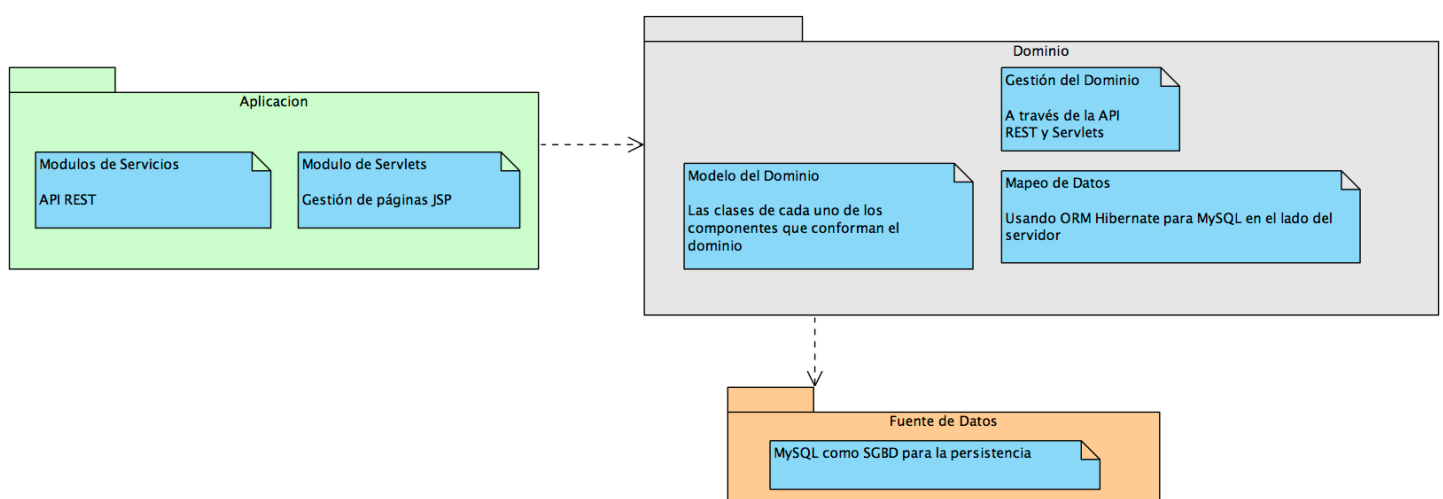 Aplicacion
Modulos de Servicios
API REST
Modulo de Servlets
Gestión de páginas JSP
Dominio
Gestión del Dominio
A través de la API
REST y Servlets
Modelo del Dominio
Las clases de cada uno de los
componentes que conforman el
dominio
Mapeo de Datos
Usando ORM Hibernate para MySQL en el lado del
servidor
Fuente de Datos
MySQL como SGBD para la persistencia